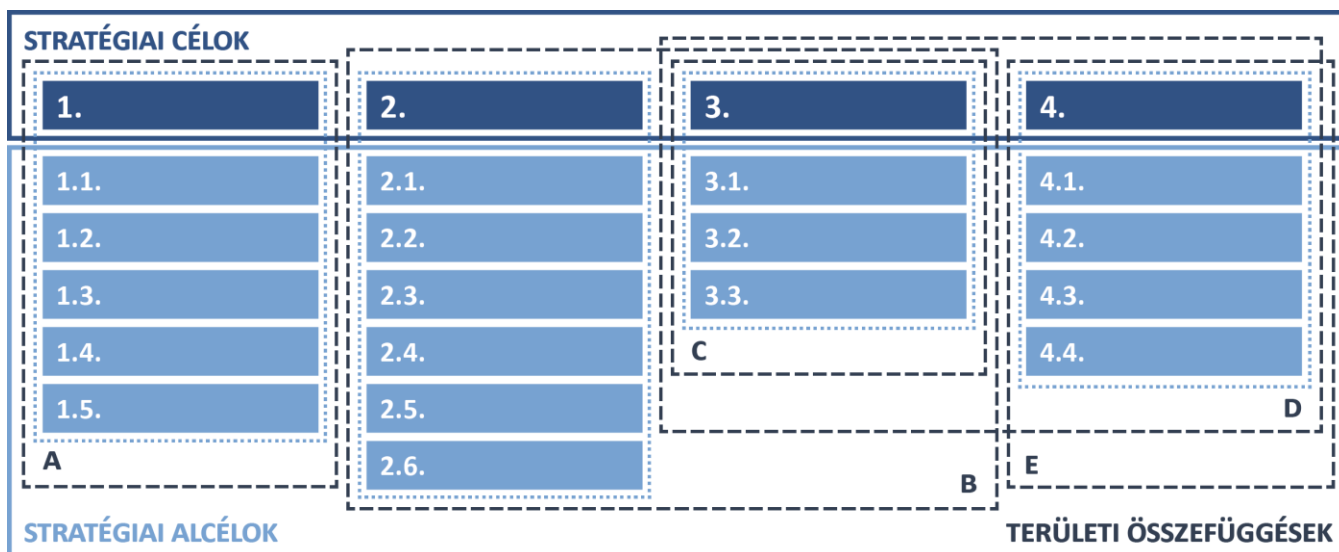 STRATÉGIAI CÉLOK
1.
2.
3.
4.
1.1.
2.1.
3.1.
4.1.
1.2.
2.2.
3.2.
4.2.
1.3.
2.3.
3.3.
4.3.
1.4.
2.4.
C
4.4.
1.5.
2.5.
D
A
2.6.
B
E
STRATÉGIAI ALCÉLOK
TERÜLETI ÖSSZEFÜGGÉSEK